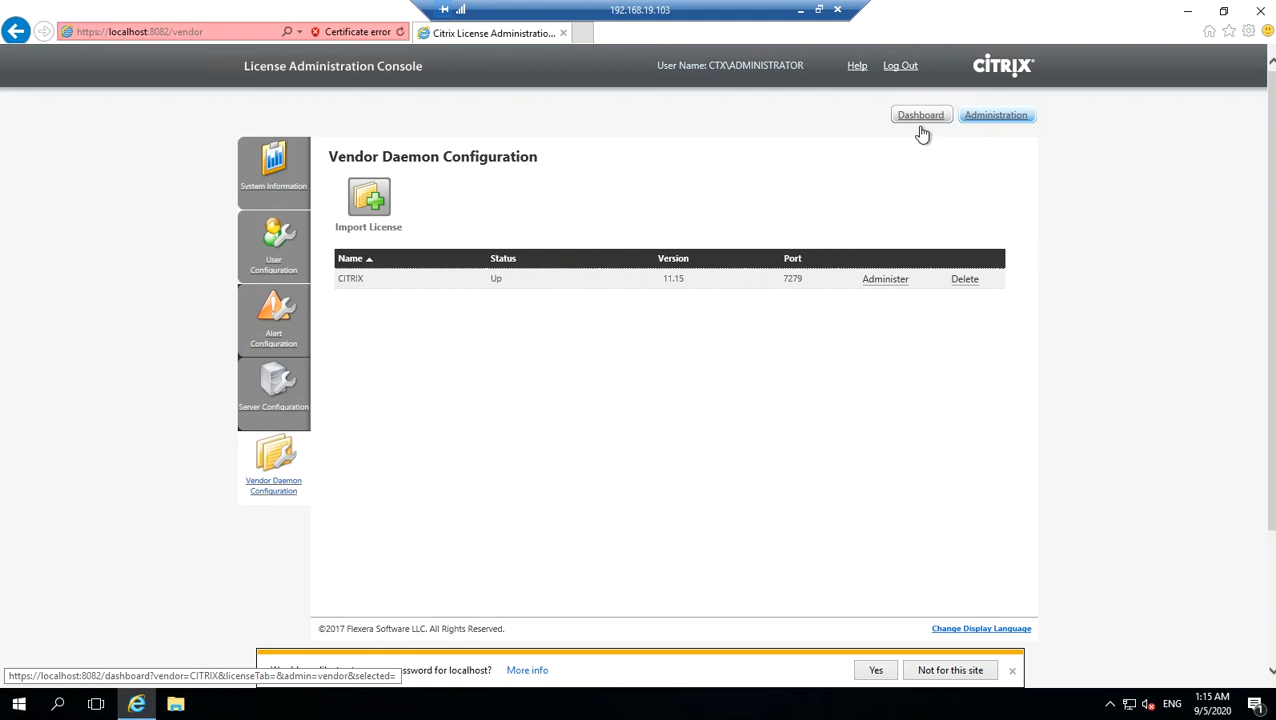 192.168.19.103
https://localhost:8082/vendor
Certificate error
Citrix License Administratio...
License Administration Console
User Name: CTX\ADMINISTRATOR
Help
Log Out
CITRIX
Dashboard
Administration
System Information
User
Configuration
Alert
Configuration
Server Configuration
Vendor Daemon
Configuration
Vendor Daemon Configuration
Import License
Name Status Version Port
CITRIX Up 11.15 7279 Administer Delete
©2017 Flexera Software LLC. All Rights Reserved.
Change Display Language
for localhost?
More info
Yes
Not for this site
https://localhost:8082/dashboard?vendor=CITRIX&licenseTab=&admin=vendor&selected=
ENG
1:15 AM
9/5/2020
1